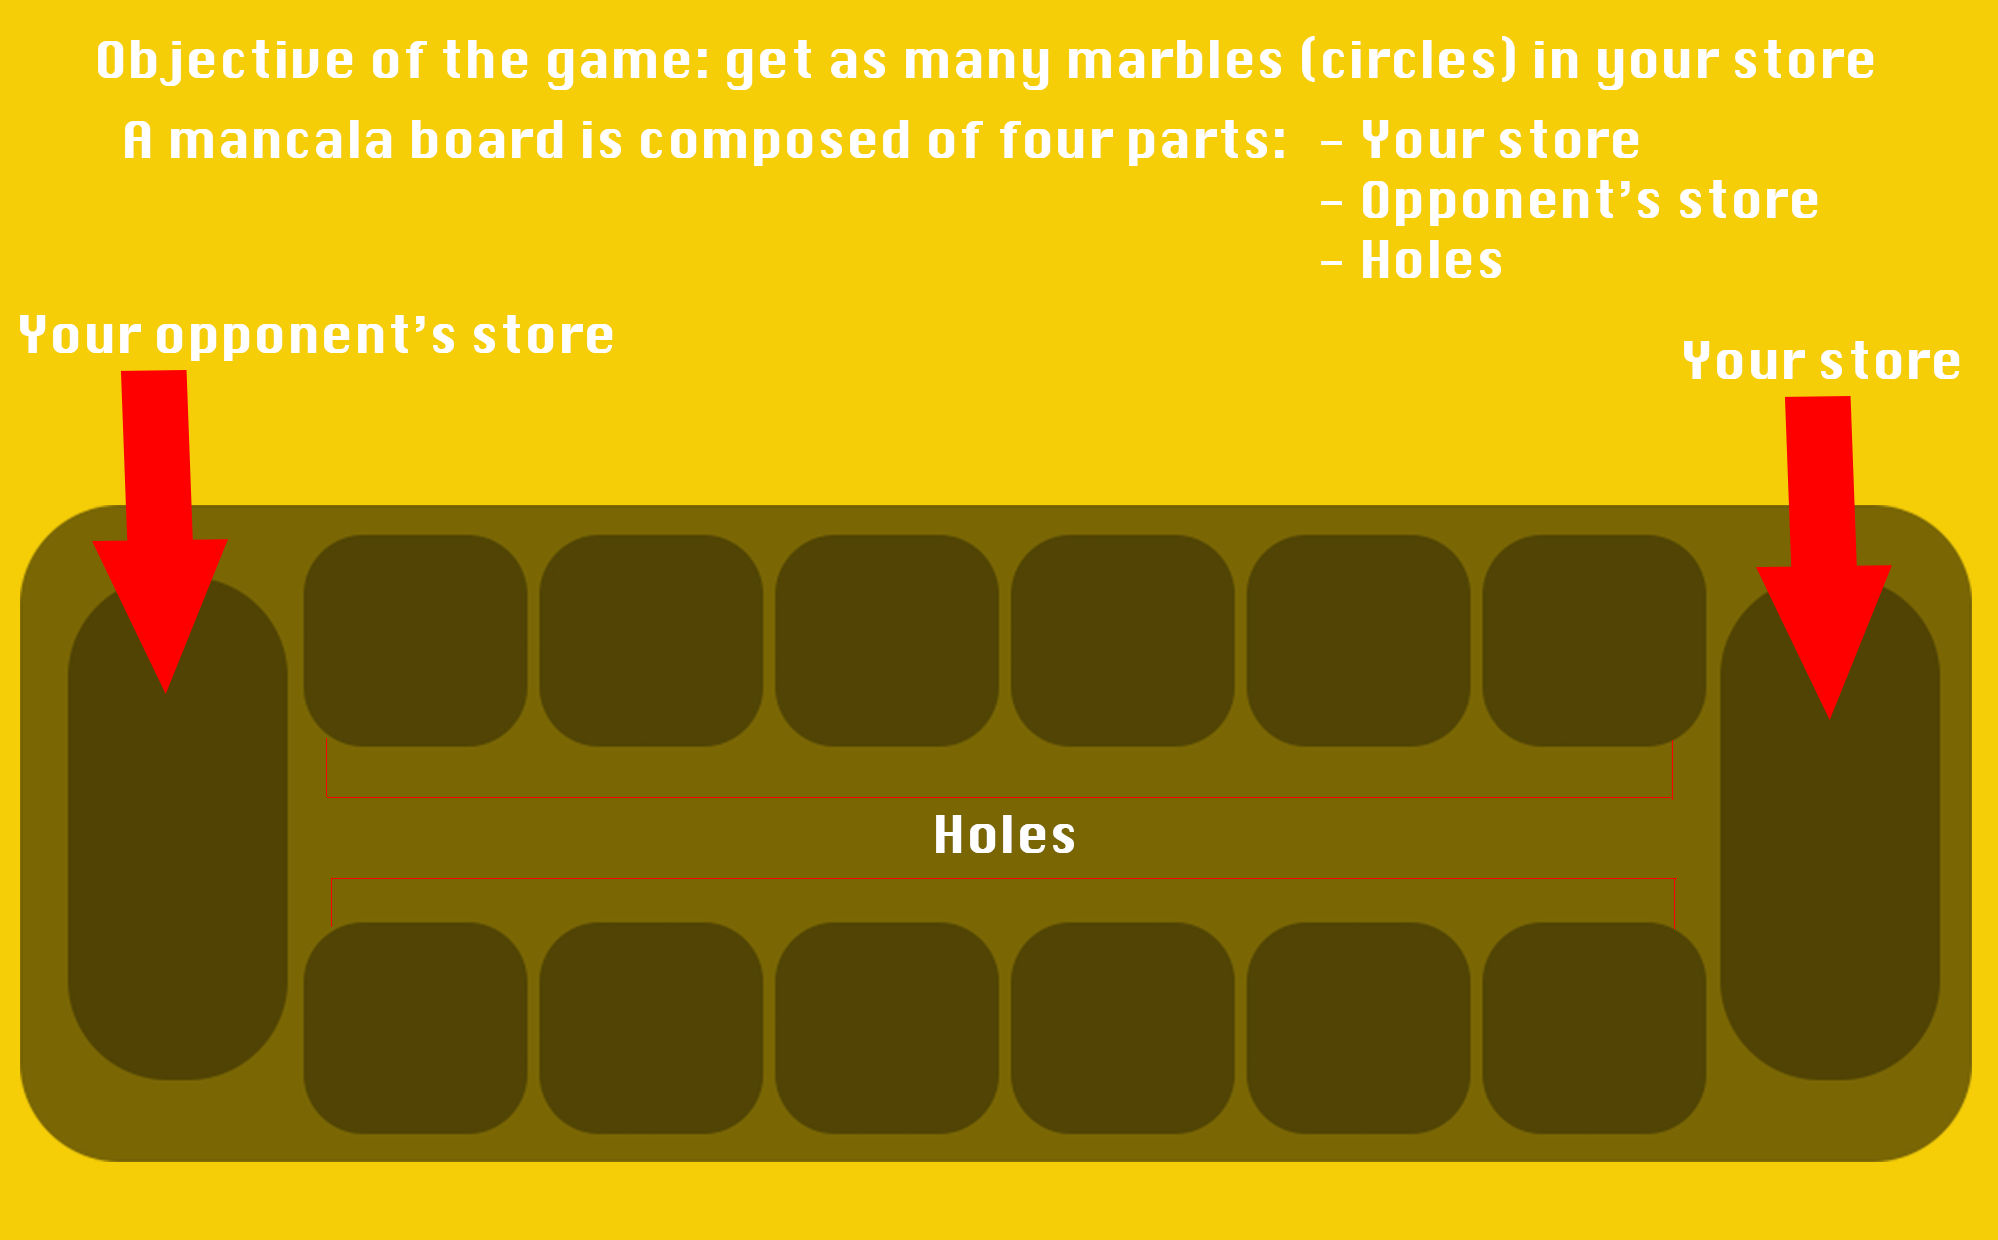 Objective of the game: get as many marbles (circles) in your store
A mancala board is composed of four parts: - Your store
- Opponent's store
- Holes
Your opponent's store
Your store
Holes